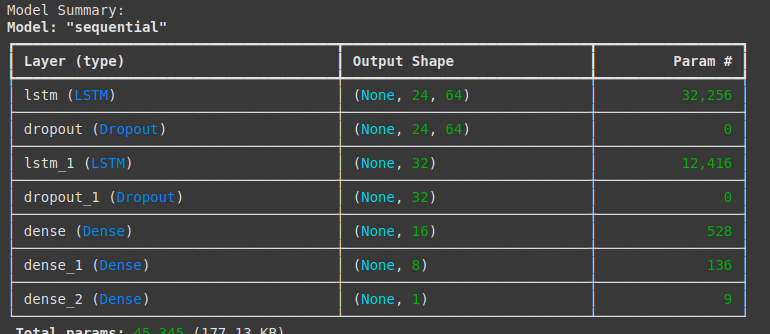 Model Summary:
Model: "sequential"
Layer (type) Output Shape Param #
lstm (LSTM) (None, 24, 64) 32,256
dropout (Dropout) (None, 24, 64) 0
lstm_1 (LSTM) (None, 32) 12,416
dropout_1 (Dropout) (None, 32) 0
dense (Dense) (None, 16) 528
dense_1 (Dense) (None, 8) 136
dense_2 (Dense) (None, 1) 9
Total params: 45,345 (177.13 KB)